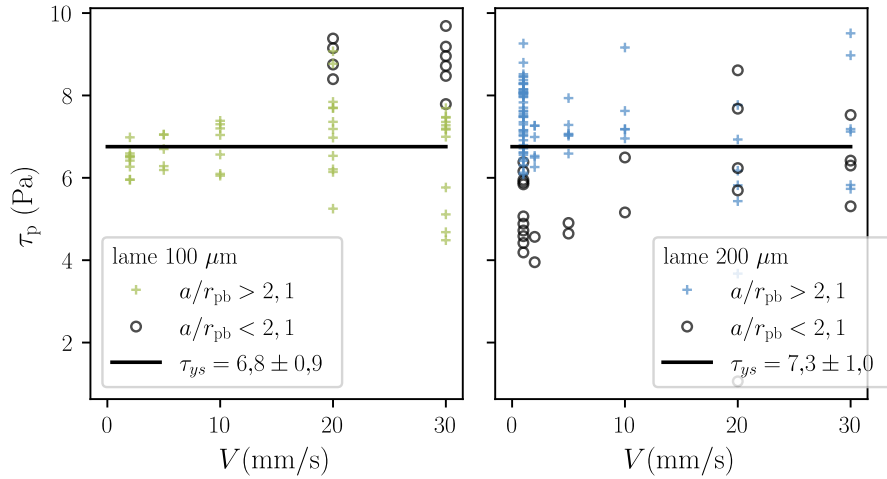 10
8
6
4
2
τp (Pa)
lame 100 μm
a/rpb > 2, 1
a/rpb < 2, 1
τys = 6,8 ± 0,9
0 10 20 30
V(mm/s)
lame 200 μm
a/rpb > 2, 1
a/rpb < 2, 1
τys = 7,3 ± 1,0
0 10 20 30
V(mm/s)